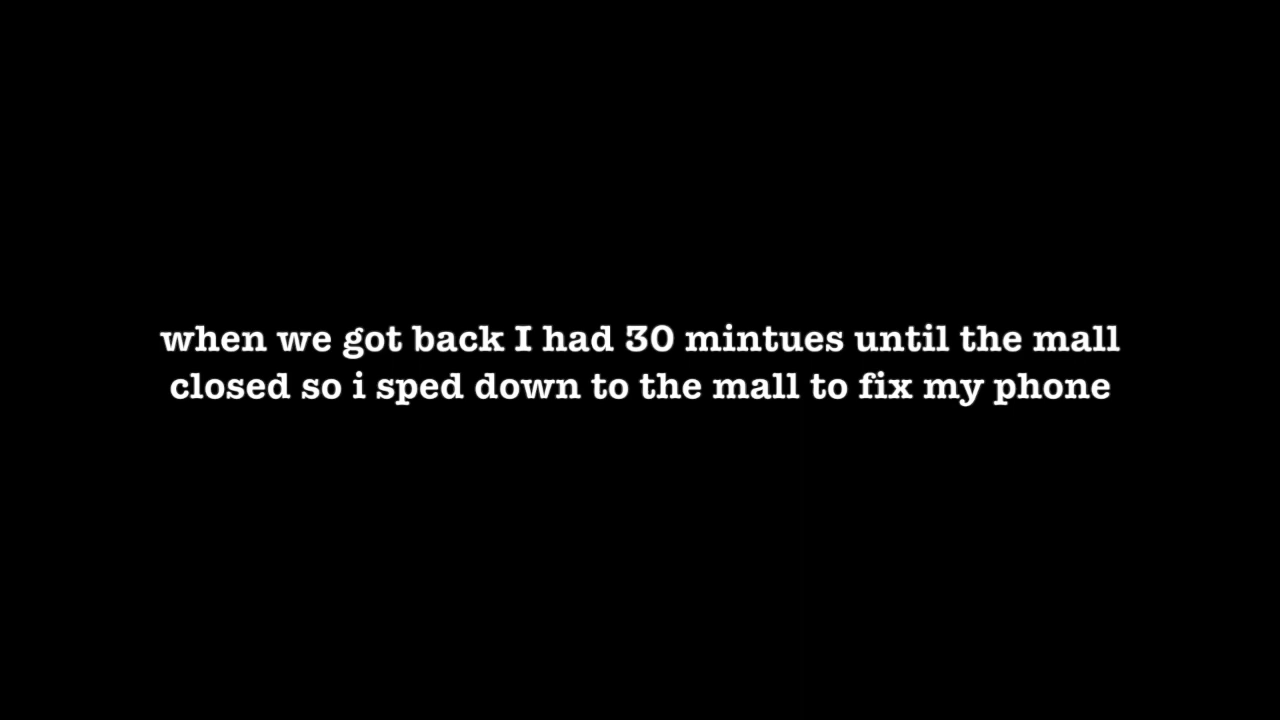 when we got back I had 30 mintues until the mall
closed so i sped down to the mall to fix my phone